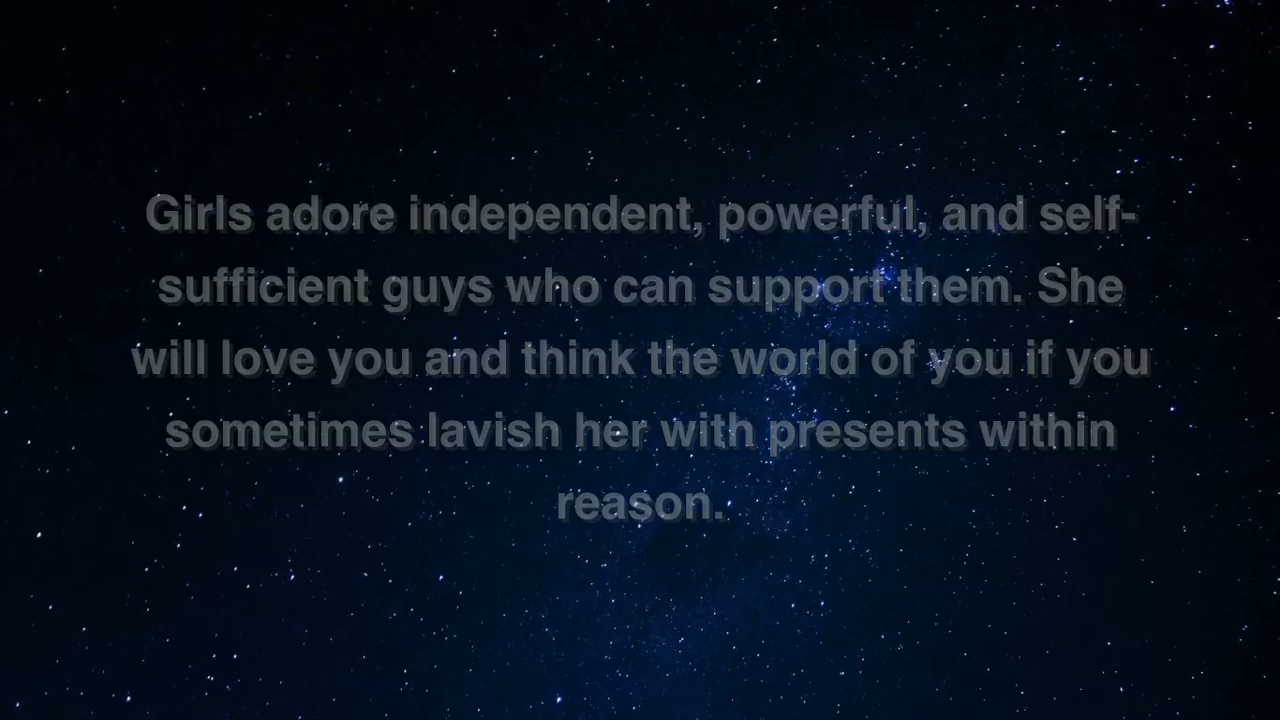 Girls adore independent, powerful, and self-
sufficient guys who can support them. She
will love you and think the world of you if you
sometimes lavish her with presents within
reason.